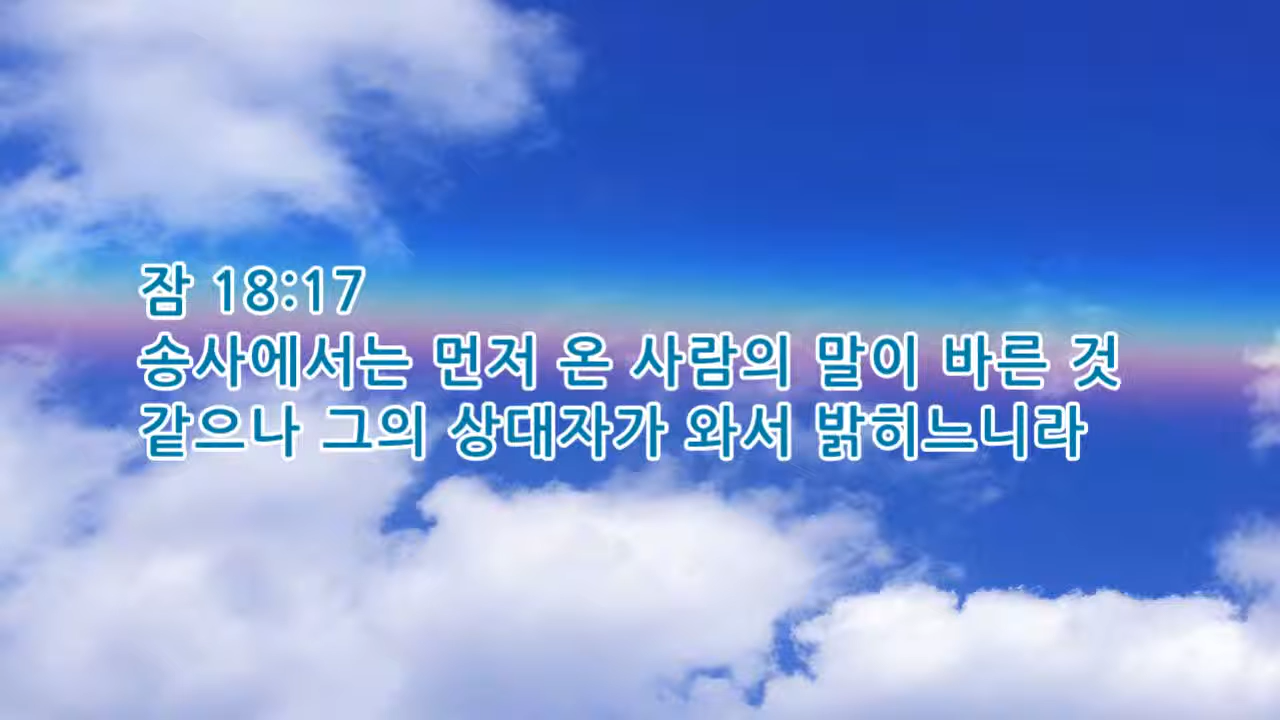 잠 18:17
송사에서는 먼저 온 사람의 말이 바른 것
같으나 그의 상대자가 와서 밝히느니라